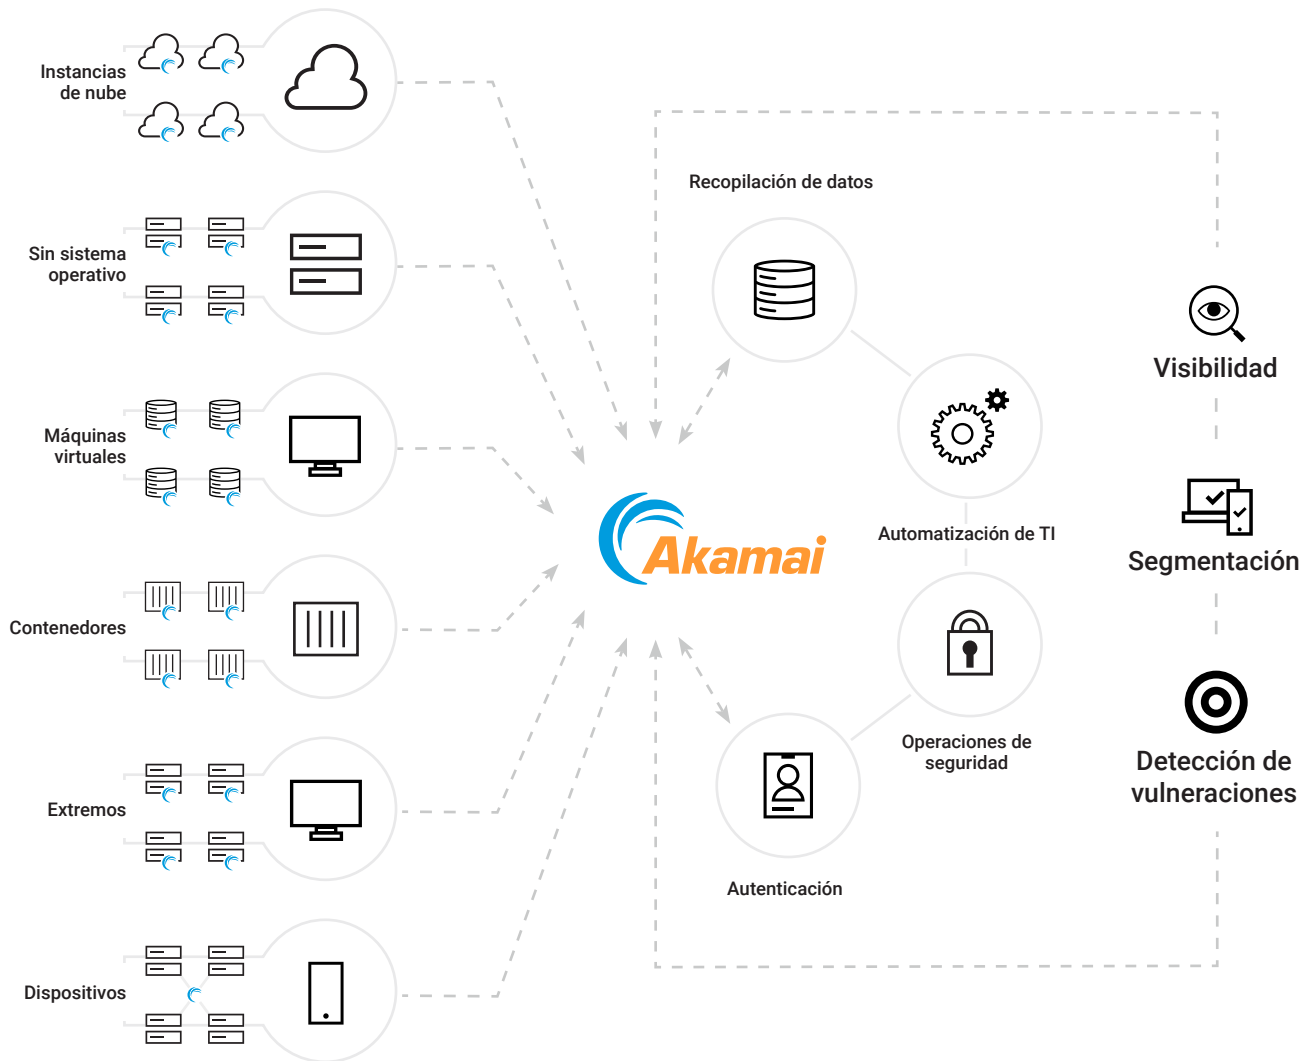 Instancias
de nube
Sin sistema
operativo
Máquinas
virtuales
Contenedores
Extremos
Dispositivos
Akamai
Recopilación de datos
Automatización de TI
Operaciones de
seguridad
Autenticación
Visibilidad
Segmentación
Detección de
vulneraciones